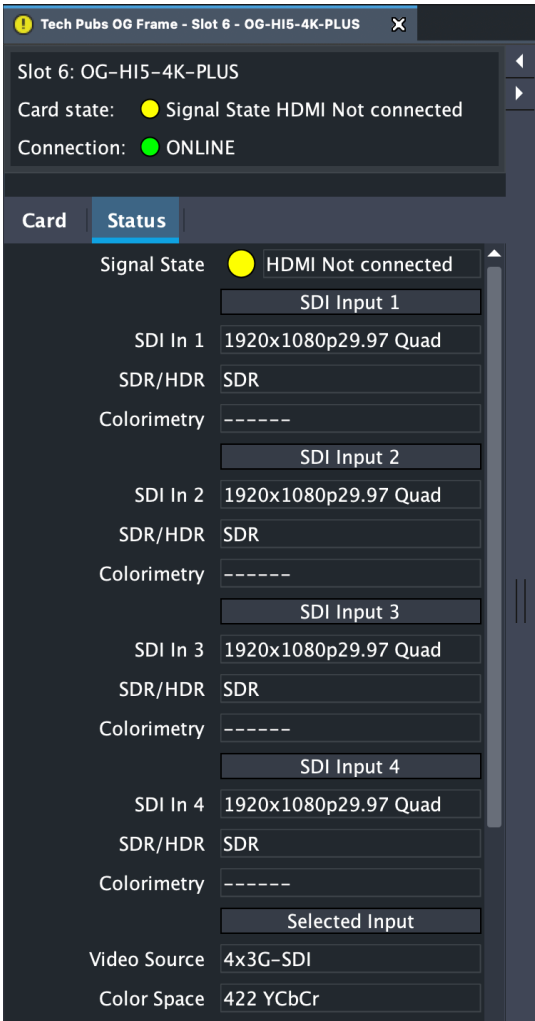 Tech Pubs OG Frame - Slot 6 - OG-HI5-4K-PLUS
Slot 6: OG-HI5-4K-PLUS
Card state: Signal State HDMI Not connected
Connection: ONLINE
Card Status
Signal State HDMI Not connected
SDI Input 1
SDI In 1 1920x1080p29.97 Quad
SDR/HDR SDR
Colorimetry ------
SDI Input 2
SDI In 2 1920x1080p29.97 Quad
SDR/HDR SDR
Colorimetry ------
SDI Input 3
SDI In 3 1920x1080p29.97 Quad
SDR/HDR SDR
Colorimetry ------
SDI Input 4
SDI In 4 1920x1080p29.97 Quad
SDR/HDR SDR
Colorimetry ------
Selected Input
Video Source 4x3G-SDI
Color Space 422 YCbCr